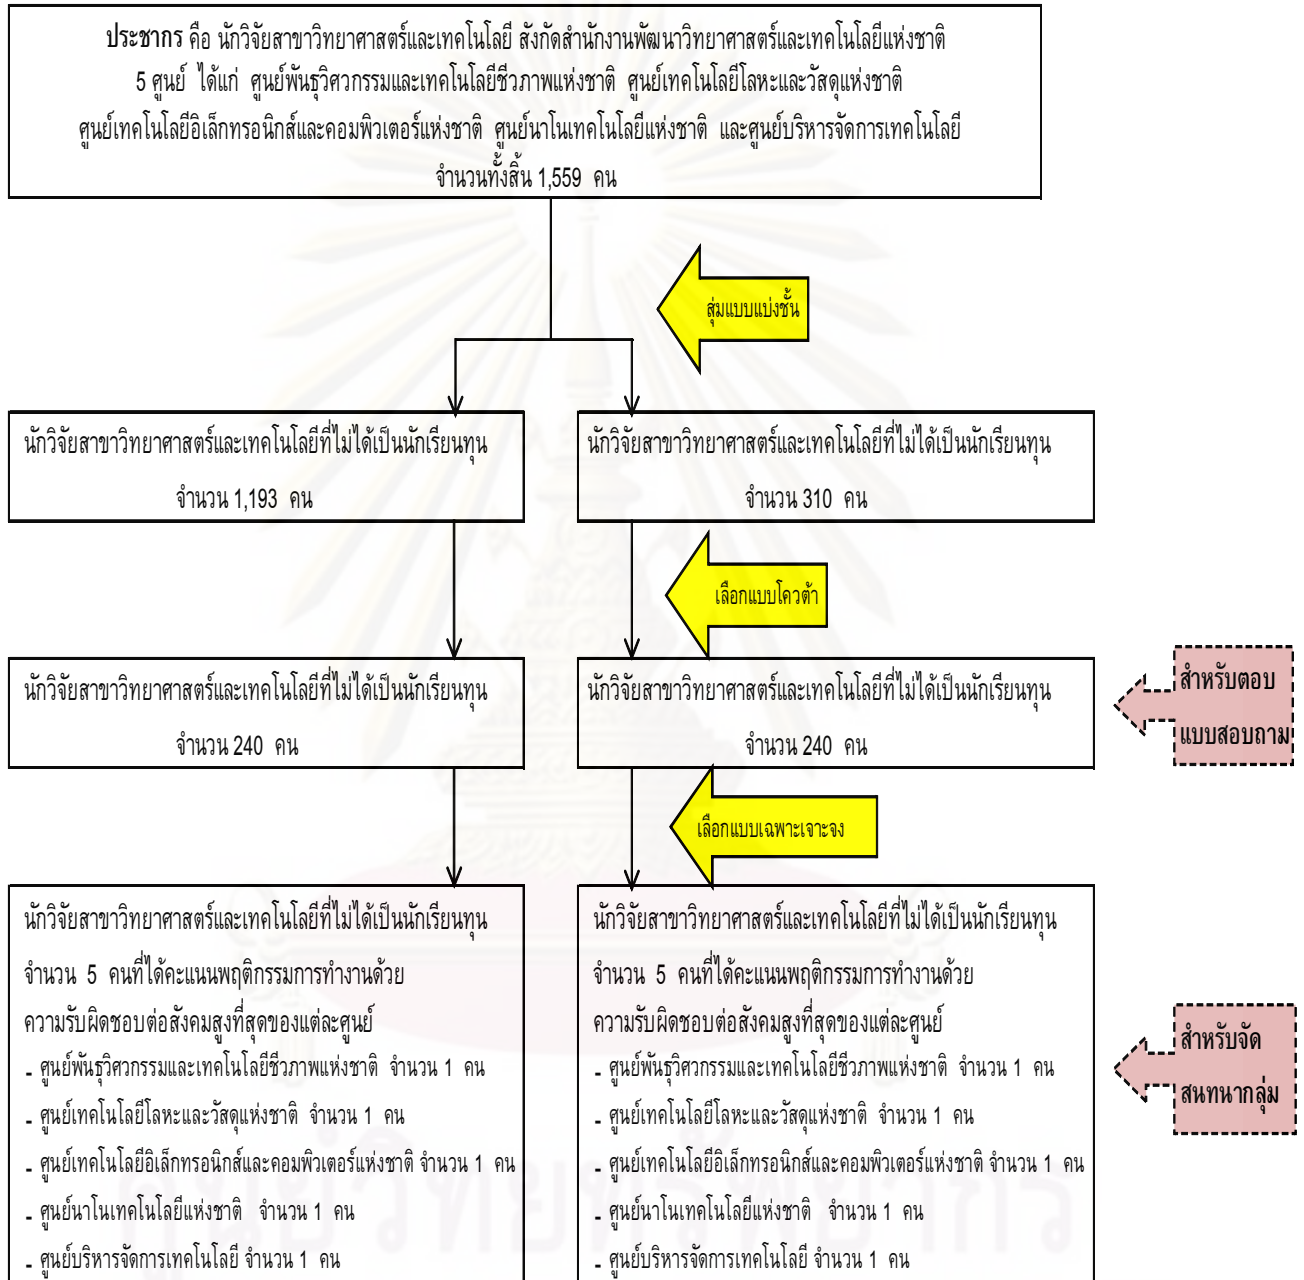 ประชากร คือ นักวิจัยสาขาวิทยาศาสตร์และเทคโนโลยี สังกัดสำนักงานพัฒนาวิทยาศาสตร์และเทคโนโลยีแห่งชาติ
5 ศูนย์ ได้แก่ ศูนย์พันธุวิศวกรรมและเทคโนโลยีชีวภาพแห่งชาติ ศูนย์เทคโนโลยีโลหะและวัสดุแห่งชาติ
ศูนย์เทคโนโลยีอิเล็กทรอนิกส์และคอมพิวเตอร์แห่งชาติ ศูนย์นาโนเทคโนโลยีแห่งชาติ และศูนย์บริหารจัดการเทคโนโลยี
จำนวนทั้งสิ้น 1,559 คน
สุ่มแบบแบ่งชั้น
นักวิจัยสาขาวิทยาศาสตร์และเทคโนโลยีที่ไม่ได้เป็นนักเรียนทุน
จำนวน 1,193 คน
นักวิจัยสาขาวิทยาศาสตร์และเทคโนโลยีที่ไม่ได้เป็นนักเรียนทุน
จำนวน 310 คน
เลือกแบบโควต้า
นักวิจัยสาขาวิทยาศาสตร์และเทคโนโลยีที่ไม่ได้เป็นนักเรียนทุน
จำนวน 240 คน
นักวิจัยสาขาวิทยาศาสตร์และเทคโนโลยีที่ไม่ได้เป็นนักเรียนทุน
จำนวน 240 คน
สำหรับตอบ
แบบสอบถาม
เลือกแบบเฉพาะเจาะจง
นักวิจัยสาขาวิทยาศาสตร์และเทคโนโลยีที่ไม่ได้เป็นนักเรียนทุน
จำนวน 5 คนที่ได้คะแนนพฤติกรรมการทำงานด้วย
ความรับผิดชอบต่อสังคมสูงที่สุดของแต่ละศูนย์
- ศูนย์พันธุวิศวกรรมและเทคโนโลยีชีวภาพแห่งชาติ จำนวน 1 คน
- ศูนย์เทคโนโลยีโลหะและวัสดุแห่งชาติ จำนวน 1 คน
- ศูนย์เทคโนโลยีอิเล็กทรอนิกส์และคอมพิวเตอร์แห่งชาติ จำนวน 1 คน
- ศูนย์นาโนเทคโนโลยีแห่งชาติ จำนวน 1 คน
- ศูนย์บริหารจัดการเทคโนโลยี จำนวน 1 คน
นักวิจัยสาขาวิทยาศาสตร์และเทคโนโลยีที่ไม่ได้เป็นนักเรียนทุน
จำนวน 5 คนที่ได้คะแนนพฤติกรรมการทำงานด้วย
ความรับผิดชอบต่อสังคมสูงที่สุดของแต่ละศูนย์
- ศูนย์พันธุวิศวกรรมและเทคโนโลยีชีวภาพแห่งชาติ จำนวน 1 คน
- ศูนย์เทคโนโลยีโลหะและวัสดุแห่งชาติ จำนวน 1 คน
- ศูนย์เทคโนโลยีอิเล็กทรอนิกส์และคอมพิวเตอร์แห่งชาติ จำนวน 1 คน
- ศูนย์นาโนเทคโนโลยีแห่งชาติ จำนวน 1 คน
- ศูนย์บริหารจัดการเทคโนโลยี จำนวน 1 คน
สำหรับจัด
สนทนากลุ่ม
ศูนย์วิทยทรัพยากร